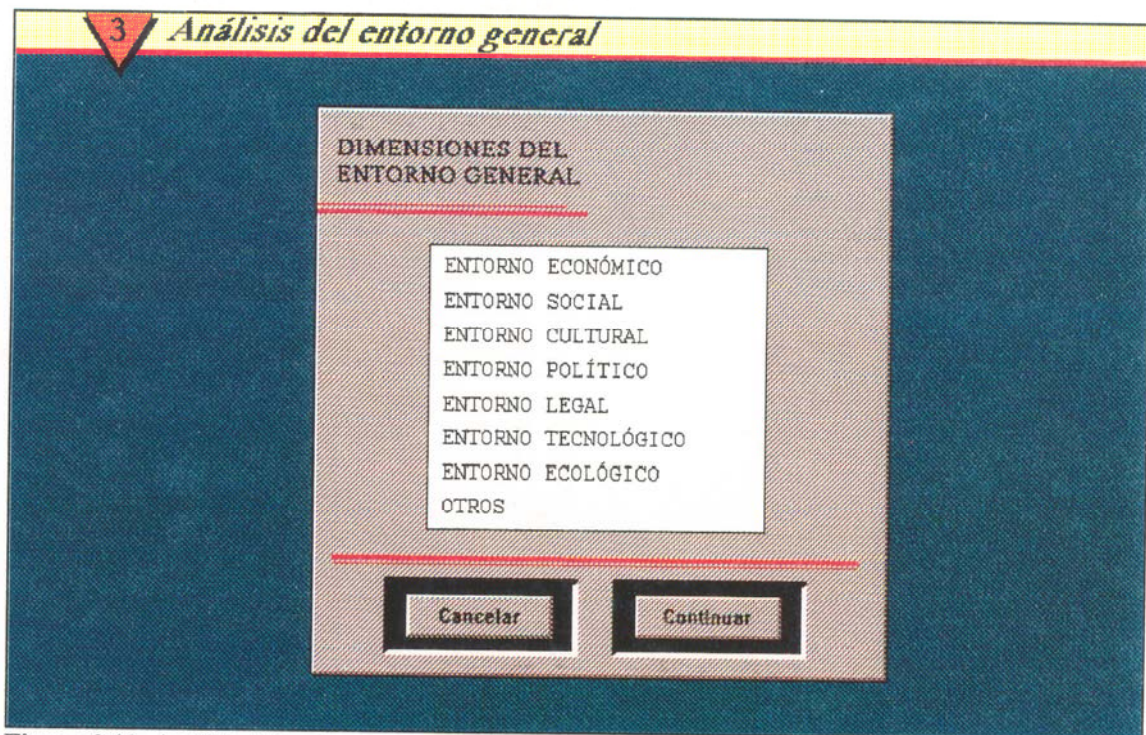 3 Análisis del entorno general
DIMENSIONES DEL
ENTORNO GENERAL
ENTORNO ECONÓMICO
ENTORNO SOCIAL
ENTORNO CULTURAL
ENTORNO POLÍTICO
ENTORNO LEGAL
ENTORNO TECNOLÓGICO
ENTORNO ECOLÓGICO
OTROS
Cancelar Continuar